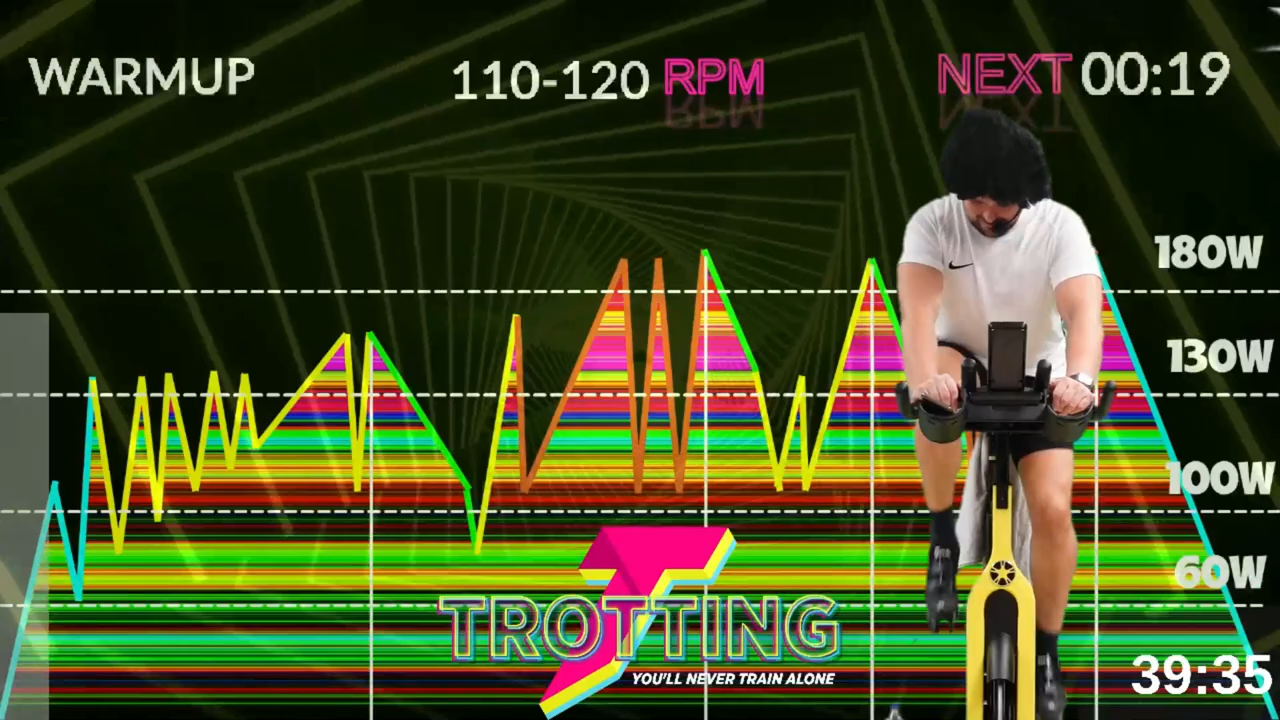 WARMUP
110-120 RPM
NEXT 00:19
180W
130W
100W
60W
TROTTING
YOU'LL NEVER TRAIN ALONE
39:35